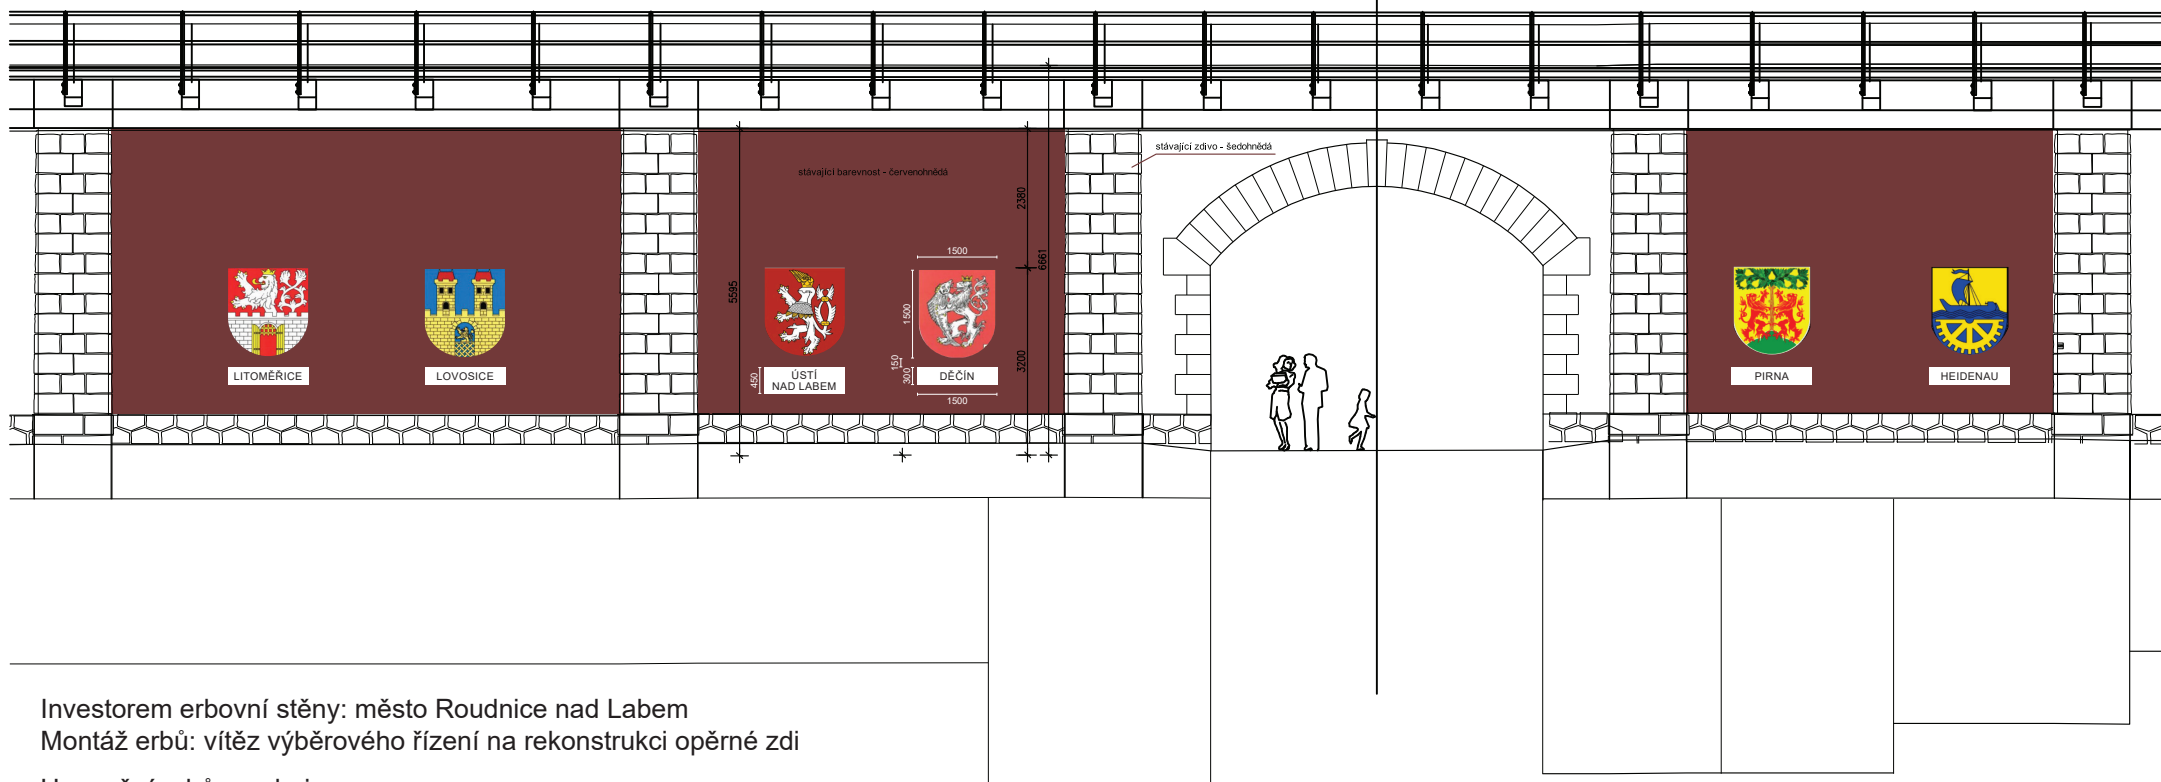 stávající zdivo - šedohnědá
stávající barevnost - červenohnědá
2380
6661
5595
1500
1500
150
300
3200
450
1500
LITOMĚŘICE
LOVOSICE
ÚSTÍ
NAD LABEM
DĚČÍN
PIRNA
HEIDENAU
Investorem erbovní stěny: město Roudnice nad Labem
Montáž erbů: vítěz výběrového řízení na rekonstrukci opěrné zdi